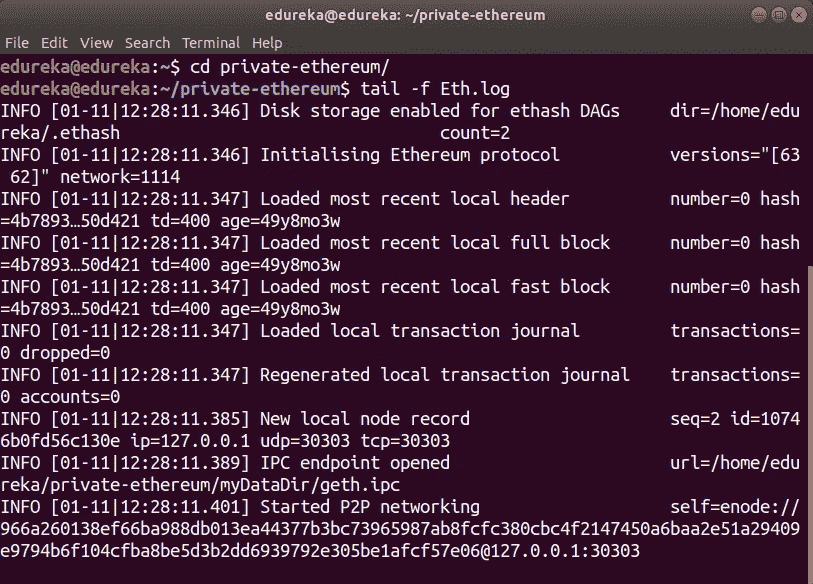 edureka@edureka: ~/private-ethereum
File Edit View Search Terminal Help
edureka@edureka:~$ cd private-ethereum/
edureka@edureka:~/private-ethereum$ tail -f Eth.log
INFO [01-11|12:28:11.346] Disk storage enabled for ethash DAGs     dir=/home/edu
reka/.ethash                                count=2
INFO [01-11|12:28:11.346] Initialising Ethereum protocol           versions="[63
 62]" network=1114
INFO [01-11|12:28:11.347] Loaded most recent local header          number=0 hash
=4b7893…50d421 td=400 age=49y8mo3w
INFO [01-11|12:28:11.347] Loaded most recent local full block      number=0 hash
=4b7893…50d421 td=400 age=49y8mo3w
INFO [01-11|12:28:11.347] Loaded most recent local fast block      number=0 hash
=4b7893…50d421 td=400 age=49y8mo3w
INFO [01-11|12:28:11.347] Loaded local transaction journal         transactions=
0 dropped=0
INFO [01-11|12:28:11.347] Regenerated local transaction journal    transactions=
0 accounts=0
INFO [01-11|12:28:11.385] New local node record                    seq=2 id=1074
6b0fd56c130e ip=127.0.0.1 udp=30303 tcp=30303
INFO [01-11|12:28:11.389] IPC endpoint opened                      url=/home/edu
reka/private-ethereum/myDataDir/geth.ipc
INFO [01-11|12:28:11.401] Started P2P networking                   self=enode://
966a260138ef66ba988db013ea44377b3bc73965987ab8fcfc380cbc4f2147450a6baa2e51a29409
e9794b6f104cfba8be5d3b2dd6939792e305be1afcf57e06@127.0.0.1:30303